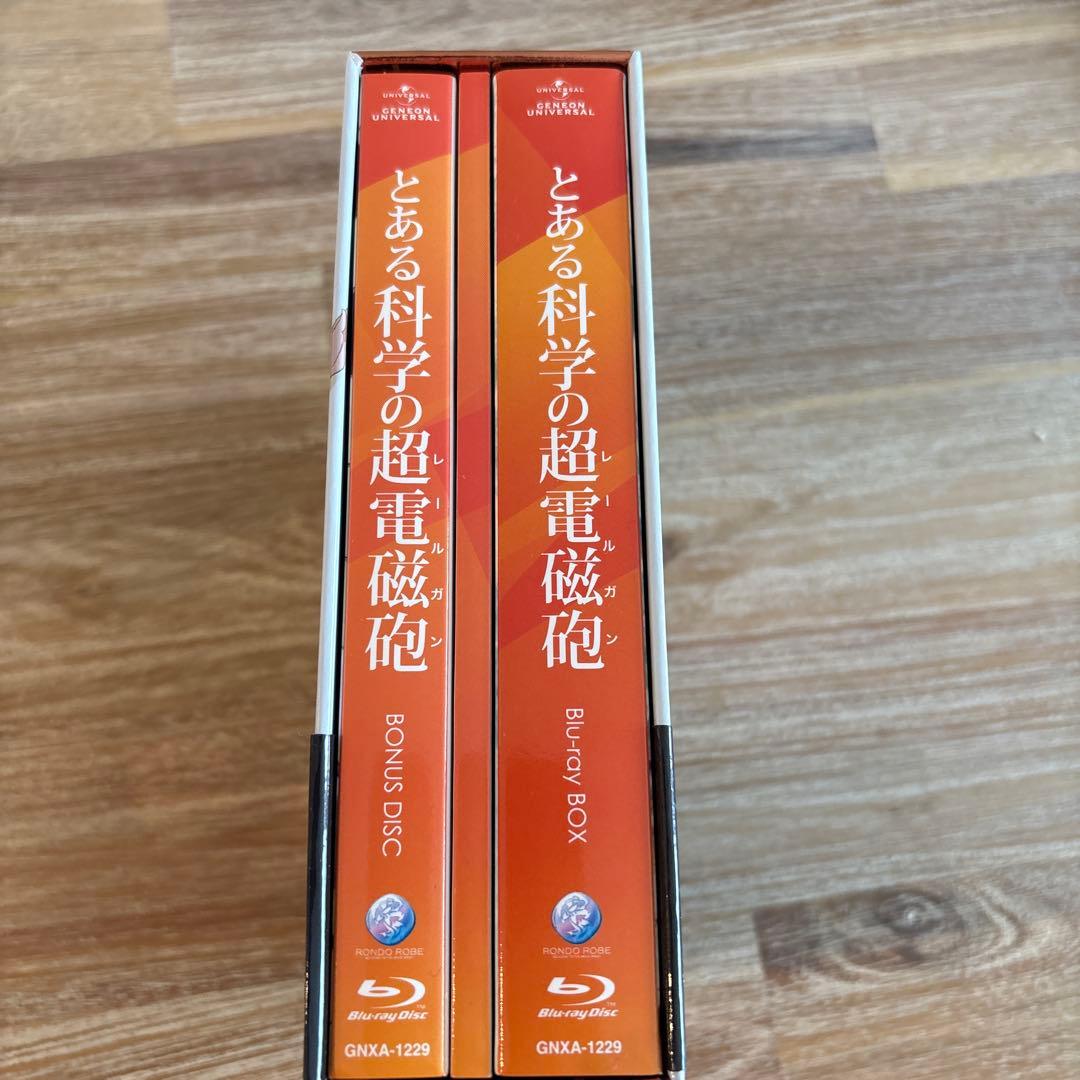 UNIVERSAL
GENEON
UNIVERSAL
とある科学の超電磁砲
レールガン
BONUS DISC
RONDO ROBE
Blu-ray Disc™
GNXA-1229
UNIVERSAL
GENEON
UNIVERSAL
とある科学の超電磁砲
レールガン
Blu-ray BOX
RONDO ROBE
Blu-ray Disc™
GNXA-1229